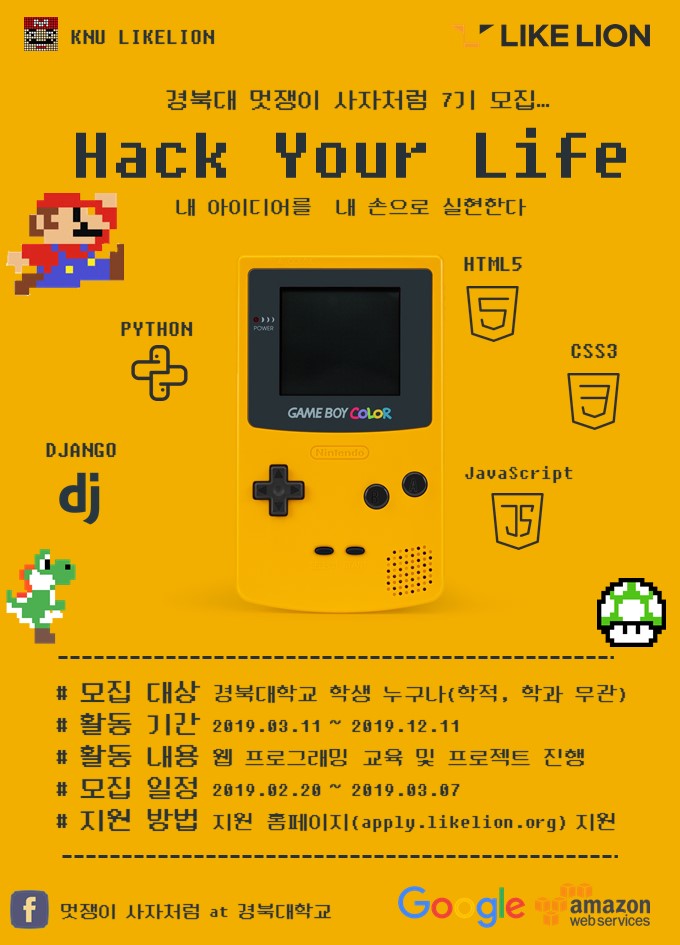 KNU LIKELION
LIKE LION
경북대 멋쟁이 사자처럼 7기 모집...
Hack Your Life
내 아이디어를 내 손으로 실현한다
HTML5
5
PYTHON
CSS3
3
POWER
GAME BOY COLOR
Nintendo
DJANGO
dj
JavaScript
JS
B A
# 모집 대상 경북대학교 학생 누구나(학적, 학과 무관)
# 활동 기간 2019.03.11 ~ 2019.12.11
# 활동 내용 웹 프로그래밍 교육 및 프로젝트 진행
# 모집 일정 2019.02.20 ~ 2019.03.07
# 지원 방법 지원 홈페이지(apply.likelion.org) 지원
f 멋쟁이 사자처럼 at 경북대학교
Google
amazon
web services